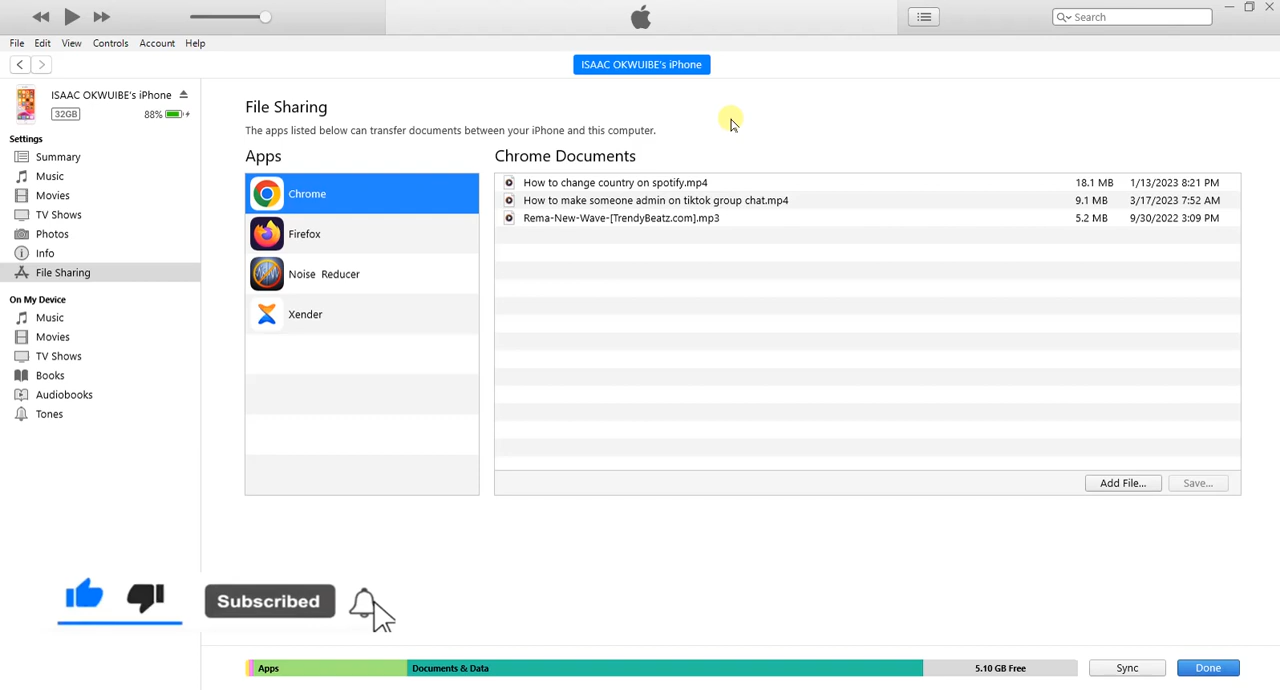 Search
File Edit View Controls Account Help
ISAAC OKWUIBE's iPhone
ISAAC OKWUIBE's iPhone
32GB 88%
Settings
Summary
Music
Movies
TV Shows
Photos
Info
File Sharing
On My Device
Music
Movies
TV Shows
Books
Audiobooks
Tones
File Sharing
The apps listed below can transfer documents between your iPhone and this computer.
Apps
Chrome
Firefox
Noise Reducer
Xender
Chrome Documents
How to change country on spotify.mp4 18.1 MB 1/13/2023 8:21 PM
How to make someone admin on tiktok group chat.mp4 9.1 MB 3/17/2023 7:52 AM
Rema-New-Wave-[TrendyBeatz.com].mp3 5.2 MB 9/30/2022 3:09 PM
Add File... Save...
Subscribed
Apps Documents & Data 5.10 GB Free Sync Done